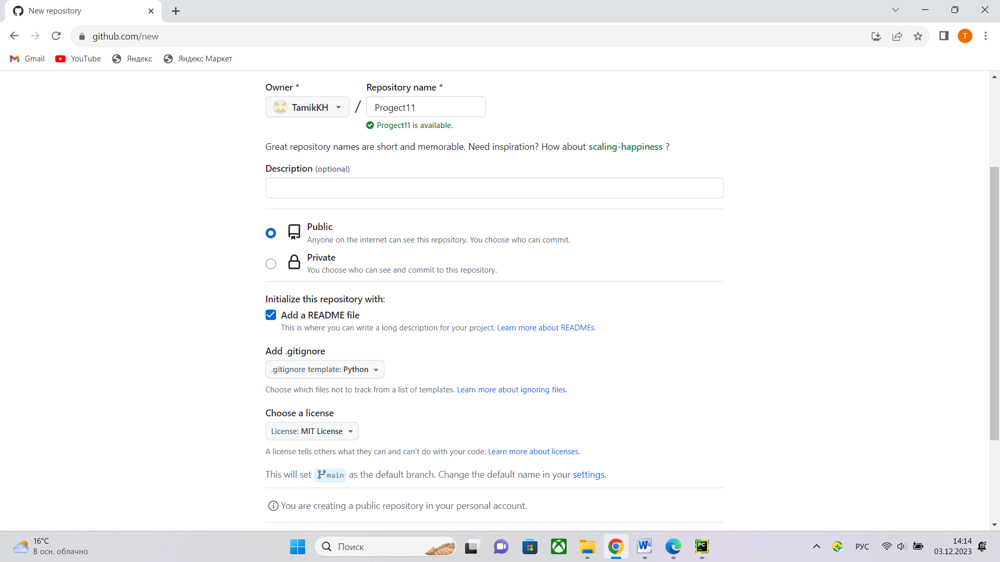 New repository
github.com/new
Gmail YouTube Яндекс Яндекс Маркет
Owner * Repository name *
TamikKH / Progect11
Progect11 is available.
Great repository names are short and memorable. Need inspiration? How about scaling-happiness ?
Description (optional)
Public
Anyone on the internet can see this repository. You choose who can commit.
Private
You choose who can see and commit to this repository.
Initialize this repository with:
Add a README file
This is where you can write a long description for your project. Learn more about READMEs.
Add .gitignore
.gitignore template: Python
Choose which files not to track from a list of templates. Learn more about ignoring files.
Choose a license
License: MIT License
A license tells others what they can and can't do with your code. Learn more about licenses.
This will set main as the default branch. Change the default name in your settings.
You are creating a public repository in your personal account.
16°C
В осн. облачно
Поиск
РУС
14:14
03.12.2023
T
W
PC